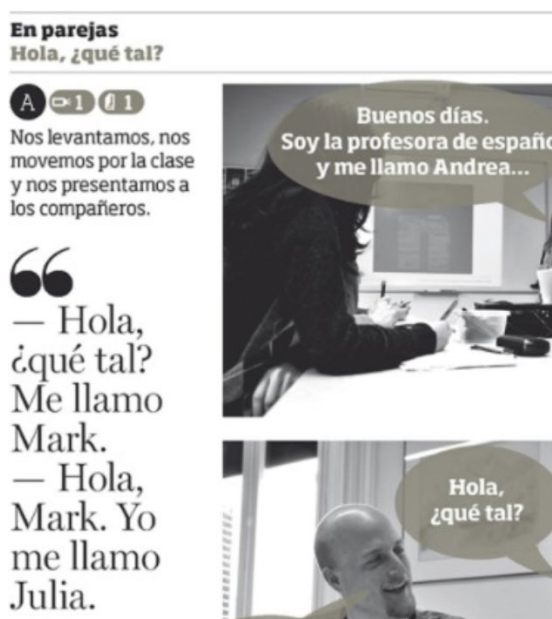 En parejas
Hola, ¿qué tal?
A 1 1
Nos levantamos, nos
movemos por la clase
y nos presentamos a
los compañeros.
“
— Hola,
¿qué tal?
Me llamo
Mark.
— Hola,
Mark. Yo
me llamo
Julia.
Buenos días.
Soy la profesora de españo
y me llamo Andrea...
Hola,
¿qué tal?